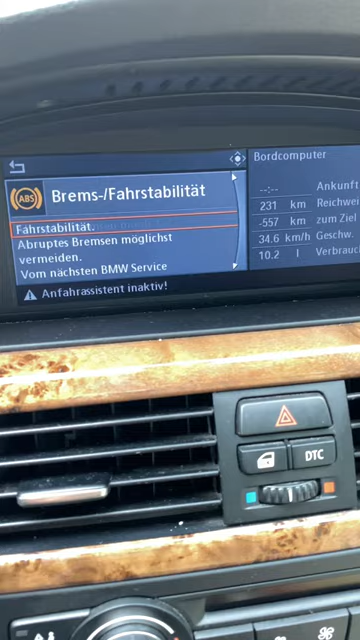 ABS
Brems-/Fahrstabilität
Fahrstabilität.
Abruptes Bremsen möglichst
vermeiden.
Vom nächsten BMW Service
Anfahrassistent inaktiv!
Bordcomputer
--:-- Ankunft
231 km Reichwei
-557 km zum Ziel
34.6 km/h Geschw.
10.2 l Verbrauc
DTC